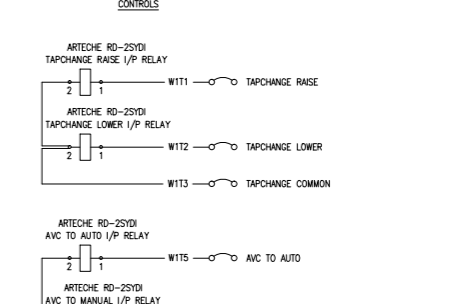 CONTROLS
ARTECHE RD-2SYDI
TAPCHANGE RAISE I/P RELAY
2 1 W1T1 TAPCHANGE RAISE
ARTECHE RD-2SYDI
TAPCHANGE LOWER I/P RELAY
2 1 W1T2 TAPCHANGE LOWER
W1T3 TAPCHANGE COMMON
ARTECHE RD-2SYDI
AVC TO AUTO I/P RELAY
2 1 W1T5 AVC TO AUTO
ARTECHE RD-2SYDI
AVC TO MANUAL I/P RELAY